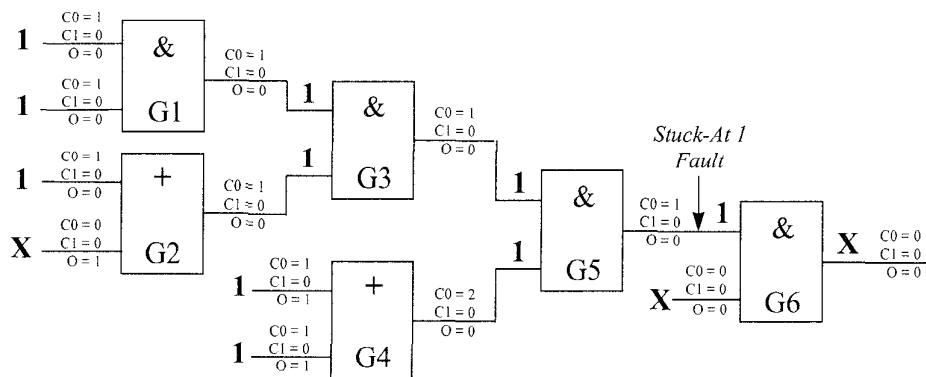 C0 = 1
1 C1 = 0
O = 0
C0 = 1
1 C1 = 0
O = 0
&
G1
C0 = 1
C1 = 0
O = 0
C0 = 1
1 C1 = 0
O = 0
C0 = 0
X C1 = 0
O = 1
+
G2
C0 = 1
C1 = 0
O = 0
1
1
&
G3
C0 = 1
C1 = 0
O = 0
C0 = 1
1 C1 = 0
O = 1
C0 = 1
1 C1 = 0
O = 1
+
G4
C0 = 2
C1 = 0
O = 0
1
1
&
G5
Stuck-At 1
Fault
C0 = 1
C1 = 0
O = 0
1
C0 = 0
X C1 = 0
O = 0
&
G6
X
C0 = 0
C1 = 0
O = 0